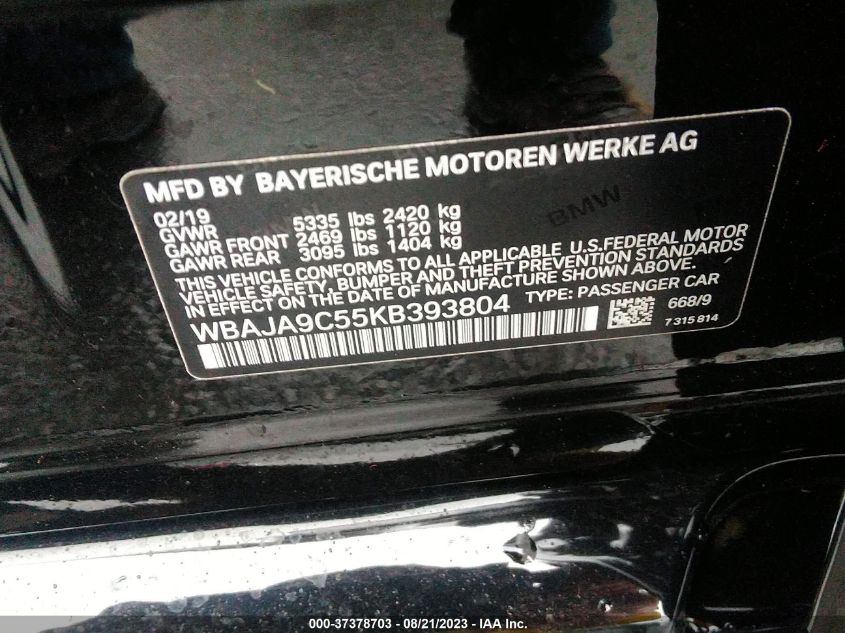 MFD BY BAYERISCHE MOTOREN WERKE AG
02/19
GVWR 5335 lbs 2420 kg
GAWR FRONT 2469 lbs 1120 kg
GAWR REAR 3095 lbs 1404 kg
BMW
THIS VEHICLE CONFORMS TO ALL APPLICABLE U.S.FEDERAL MOTOR
VEHICLE SAFETY, BUMPER AND THEFT PREVENTION STANDARDS
IN EFFECT ON THE DATE OF MANUFACTURE SHOWN ABOVE.
WBAJA9C55KB393804 TYPE: PASSENGER CAR
668/9
7315814
000-37378703 - 08/21/2023 - IAA Inc.